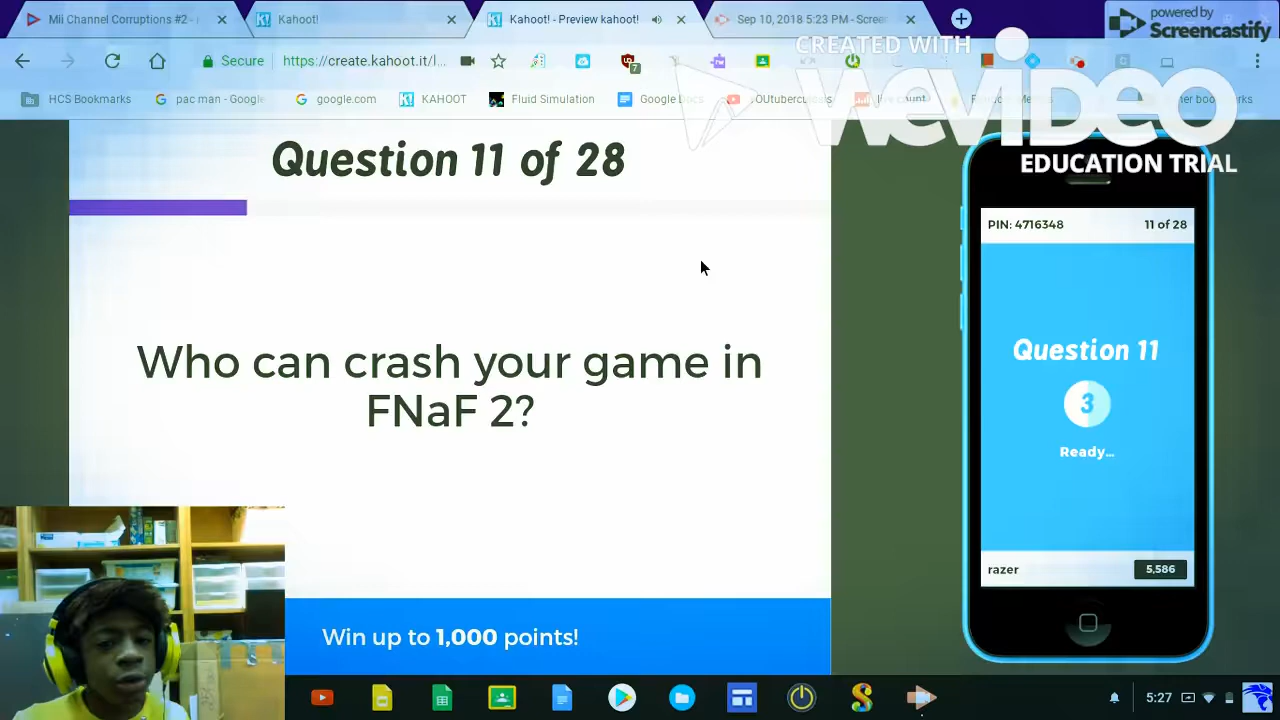 Mii Channel Corruptions #2 -
Kahoot!
Kahoot! - Preview kahoot!
Sep 10, 2018 5:23 PM - Scree
powered by
Screencastify
Secure
https://create.kahoot.it/l...
7
CREATED WITH
WeVideo
EDUCATION TRIAL
HCS Bookmarks
pac man - Google
google.com
KAHOOT
Fluid Simulation
Google Docs
Question 11 of 28
PIN: 4716348
11 of 28
Who can crash your game in
FNaF 2?
Question 11
3
Ready...
razer
5,586
Win up to 1,000 points!
5:27